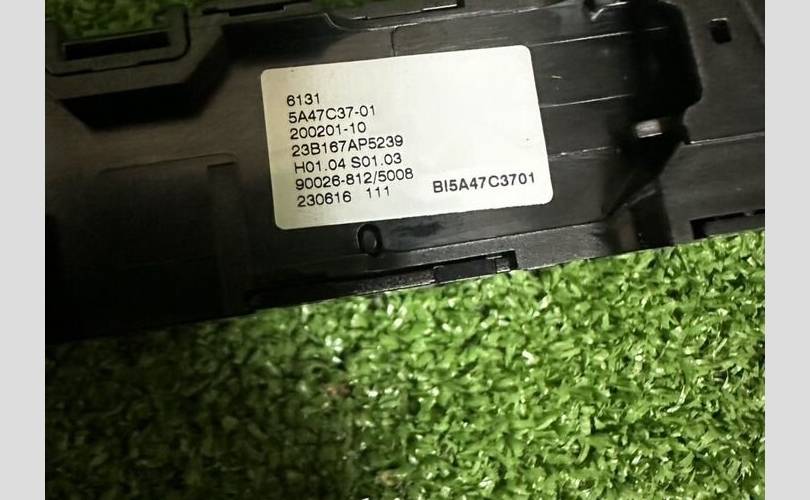 6131
5A47C37-01
200201-10
23B167AP5239
H01.04 S01.03
90026-812/5008
230616 111
BI5A47C3701